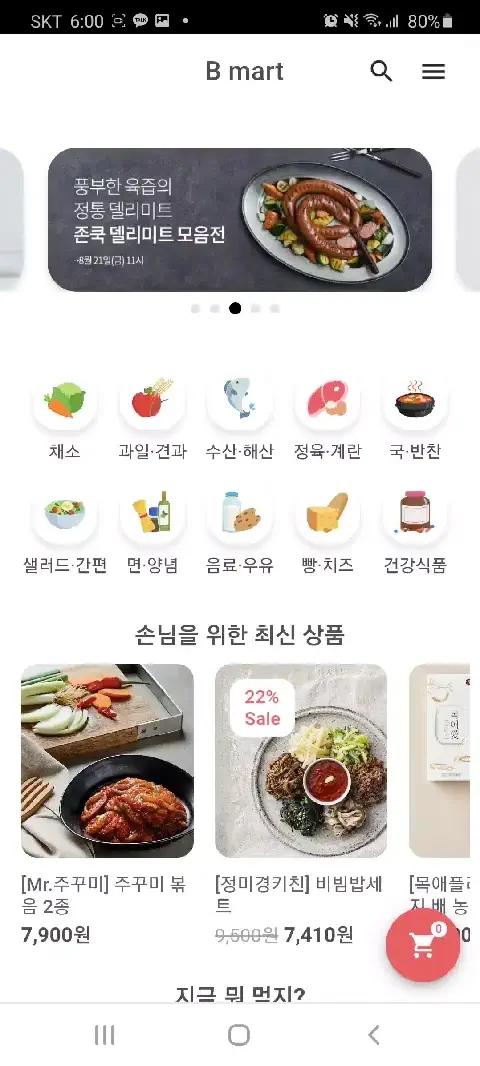 SKT 6:00 TALK 80%
B mart
풍부한 육즙의
정통 델리미트
존쿡 델리미트 모음전
~8월 21일(금) 11시
채소 과일·견과 수산·해산 정육·계란 국·반찬
샐러드·간편 면·양념 음료·우유 빵·치즈 건강식품
손님을 위한 최신 상품
22%
Sale
[Mr.주꾸미] 주꾸미 볶
음 2종
7,900원
[정미경키친] 비빔밥세
트
9,500원 7,410원
[목애플
지 배 농
0
지금 뭐 먹지?